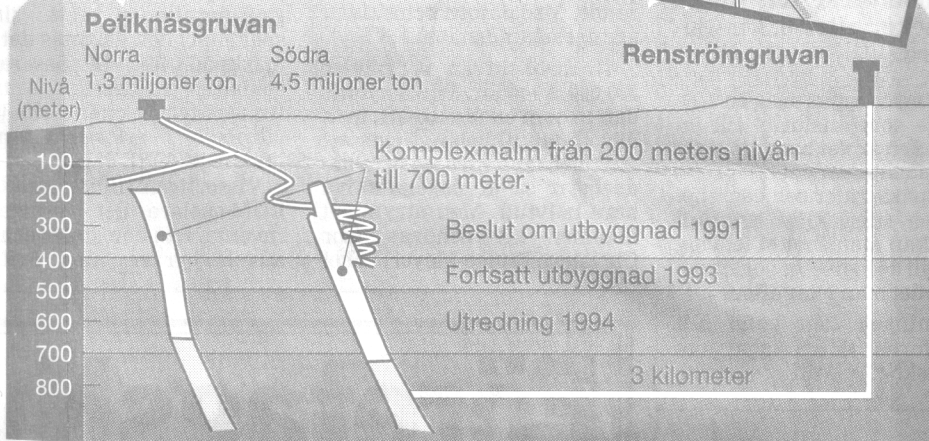 Petiknäsgruvan
Norra
1,3 miljoner ton
Södra
4,5 miljoner ton
Renströmgruvan
Nivå
(meter)
100
200
300
400
500
600
700
800
Komplexmalm från 200 meters nivån
till 700 meter.
Beslut om utbyggnad 1991
Fortsatt utbyggnad 1993
Utredning 1994
3 kilometer